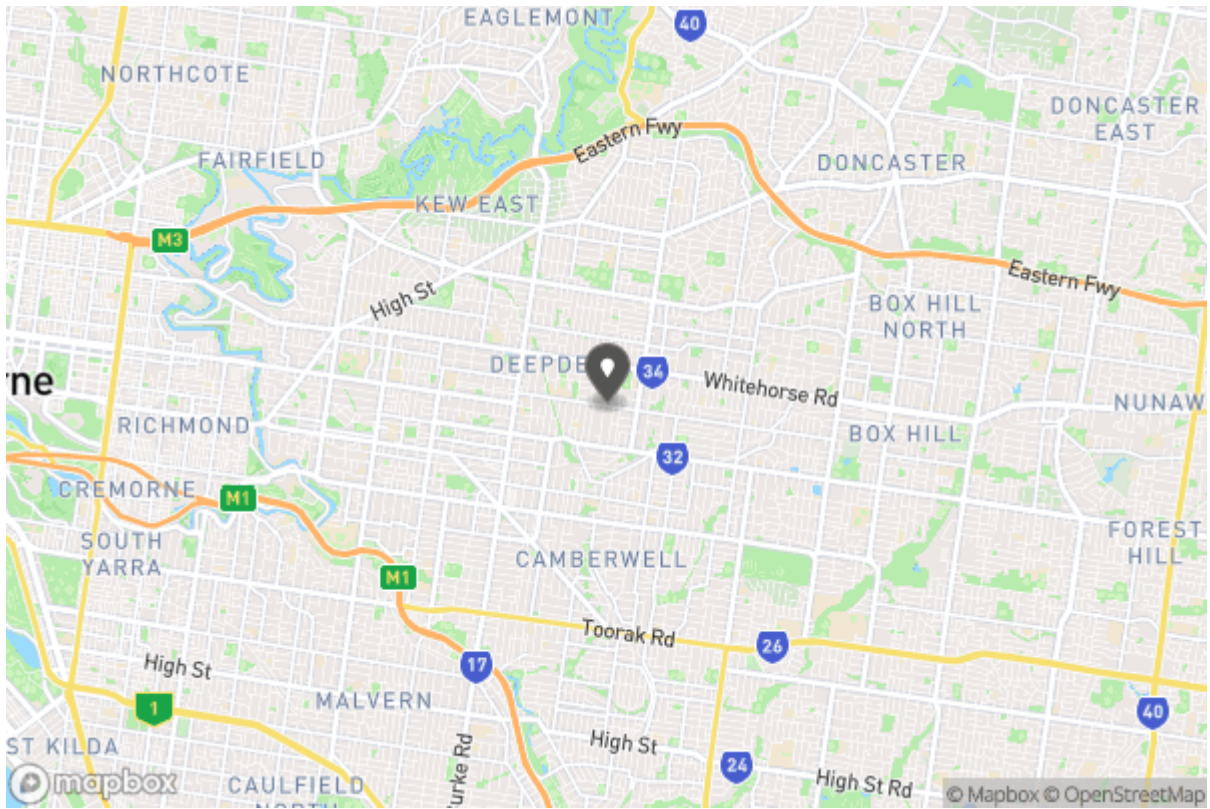 EAGLEMONT
40
NORTHCOTE
DONCASTER
EAST
Eastern Fwy
FAIRFIELD
DONCASTER
KEW EAST
M3
Eastern Fwy
High St
BOX HILL
NORTH
DEEPDE
34
Whitehorse Rd
rne
NUNAW
RICHMOND
BOX HILL
32
CREMORNE
M1
SOUTH
YARRA
FOREST
HILL
CAMBERWELL
M1
Toorak Rd
26
High St
17
MALVERN
1
40
ST KILDA
High St
24
Burke Rd
High St Rd
CAULFIELD
NORTH
mapbox
© Mapbox © OpenStreetMap